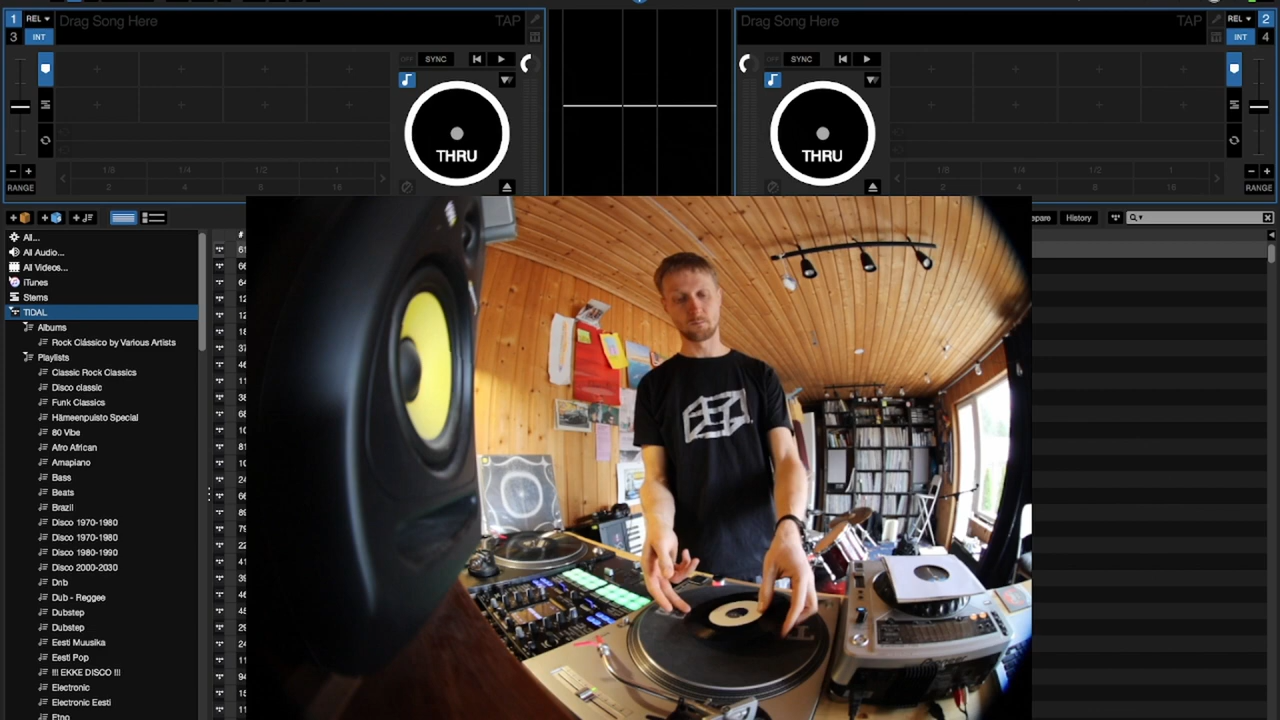 1 REL Drag Song Here TAP
3 INT
OFF SYNC
THRU
1/8 1/4 1/2 1
2 4 8 16
RANGE
Drag Song Here TAP REL 2
INT 4
OFF SYNC
THRU
1/8 1/4 1/2 1
2 4 8 16
RANGE
History
#
All...
All Audio...
All Videos...
iTunes
Stems
TIDAL
Albums
Rock Clássico by Various Artists
Playlists
Classic Rock Classics
Disco classic
Funk Classics
Hämeenpuisto Special
80 Vibe
Afro African
Amapiano
Bass
Beats
Brazil
Disco 1970-1980
Disco 1970-1980
Disco 1980-1990
Disco 2000-2030
Dnb
Dub - Reggee
Dubstep
Dubstep
Eesti Muusika
Eesti Pop
!!! EKKE DISCO !!!
Electronic
Electronic Eesti
Etno